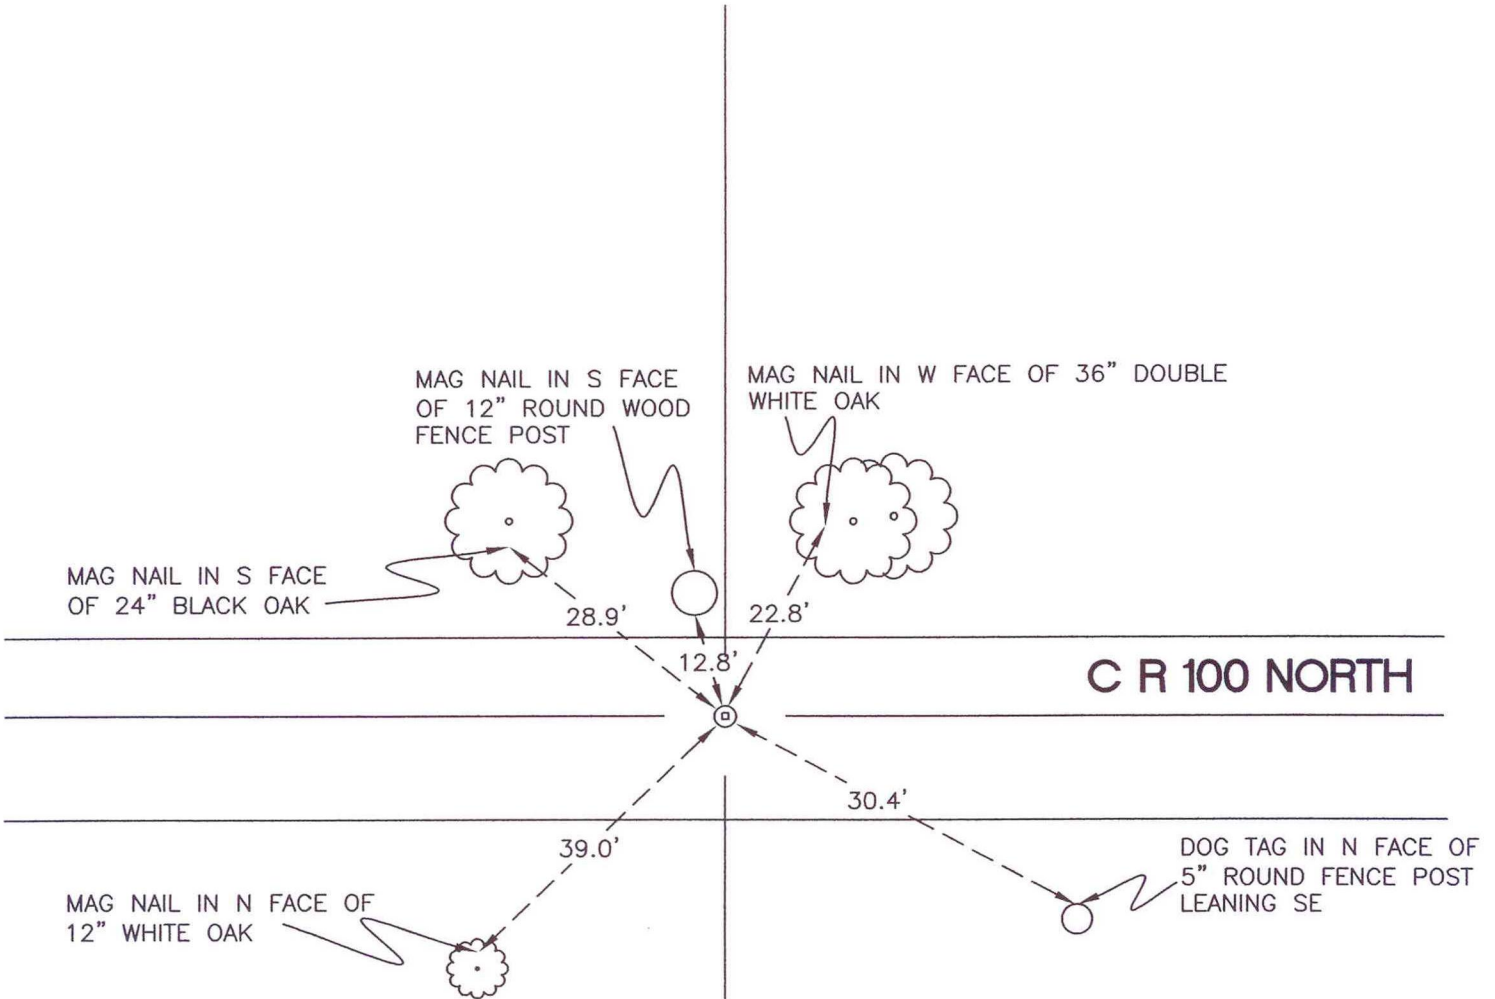 MAG NAIL IN S FACE
OF 12” ROUND WOOD
FENCE POST
MAG NAIL IN W FACE OF 36” DOUBLE
WHITE OAK
MAG NAIL IN S FACE
OF 24” BLACK OAK
28.9’
22.8’
12.8’
C R 100 NORTH
30.4’
39.0’
DOG TAG IN N FACE OF
5” ROUND FENCE POST
LEANING SE
MAG NAIL IN N FACE OF
12” WHITE OAK